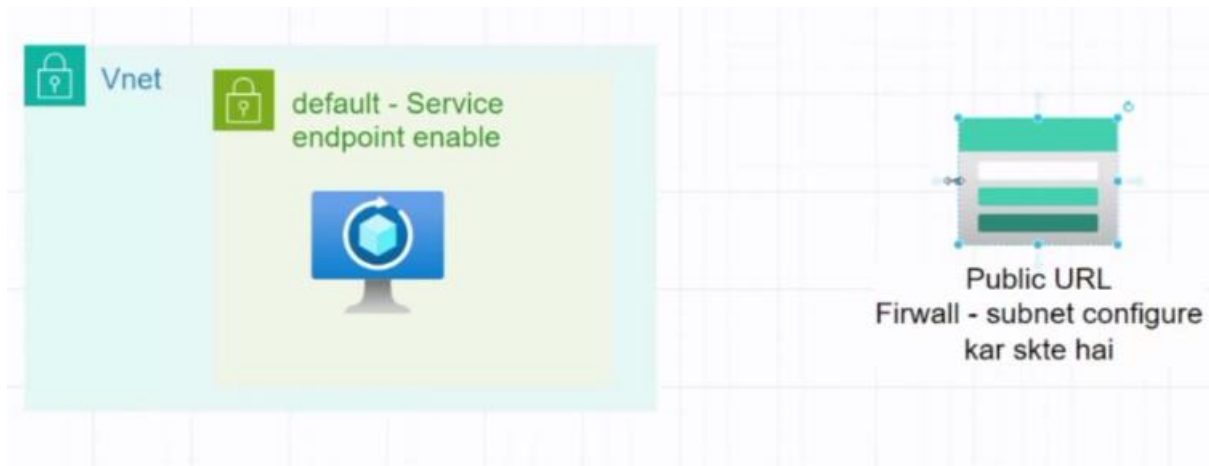 Vnet
default - Service
endpoint enable
Public URL
Firwall - subnet configure
kar skte hai